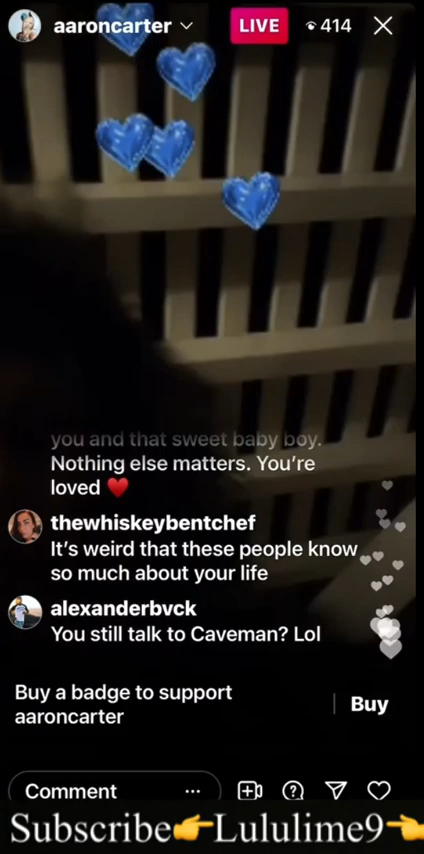 aaroncarter
LIVE
414
you and that sweet baby boy.
Nothing else matters. You're
loved ❤️
thewhiskeybentchef
It's weird that these people know
so much about your life
alexanderbvck
You still talk to Caveman? Lol
Buy a badge to support
aaroncarter
Buy
Comment
Subscribe👉Lululime9👈